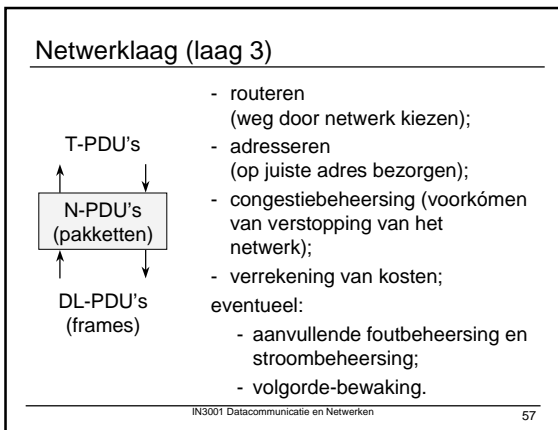 Netwerklaag (laag 3)
T-PDU's
N-PDU's
(pakketten)
DL-PDU's
(frames)
- routeren
(weg door netwerk kiezen);
- adresseren
(op juiste adres bezorgen);
- congestiebeheersing (voorkómen
van verstopping van het
netwerk);
- verrekening van kosten;
eventueel:
- aanvullende foutbeheersing en
stroombeheersing;
- volgorde-bewaking.
IN3001 Datacommunicatie en Netwerken
57